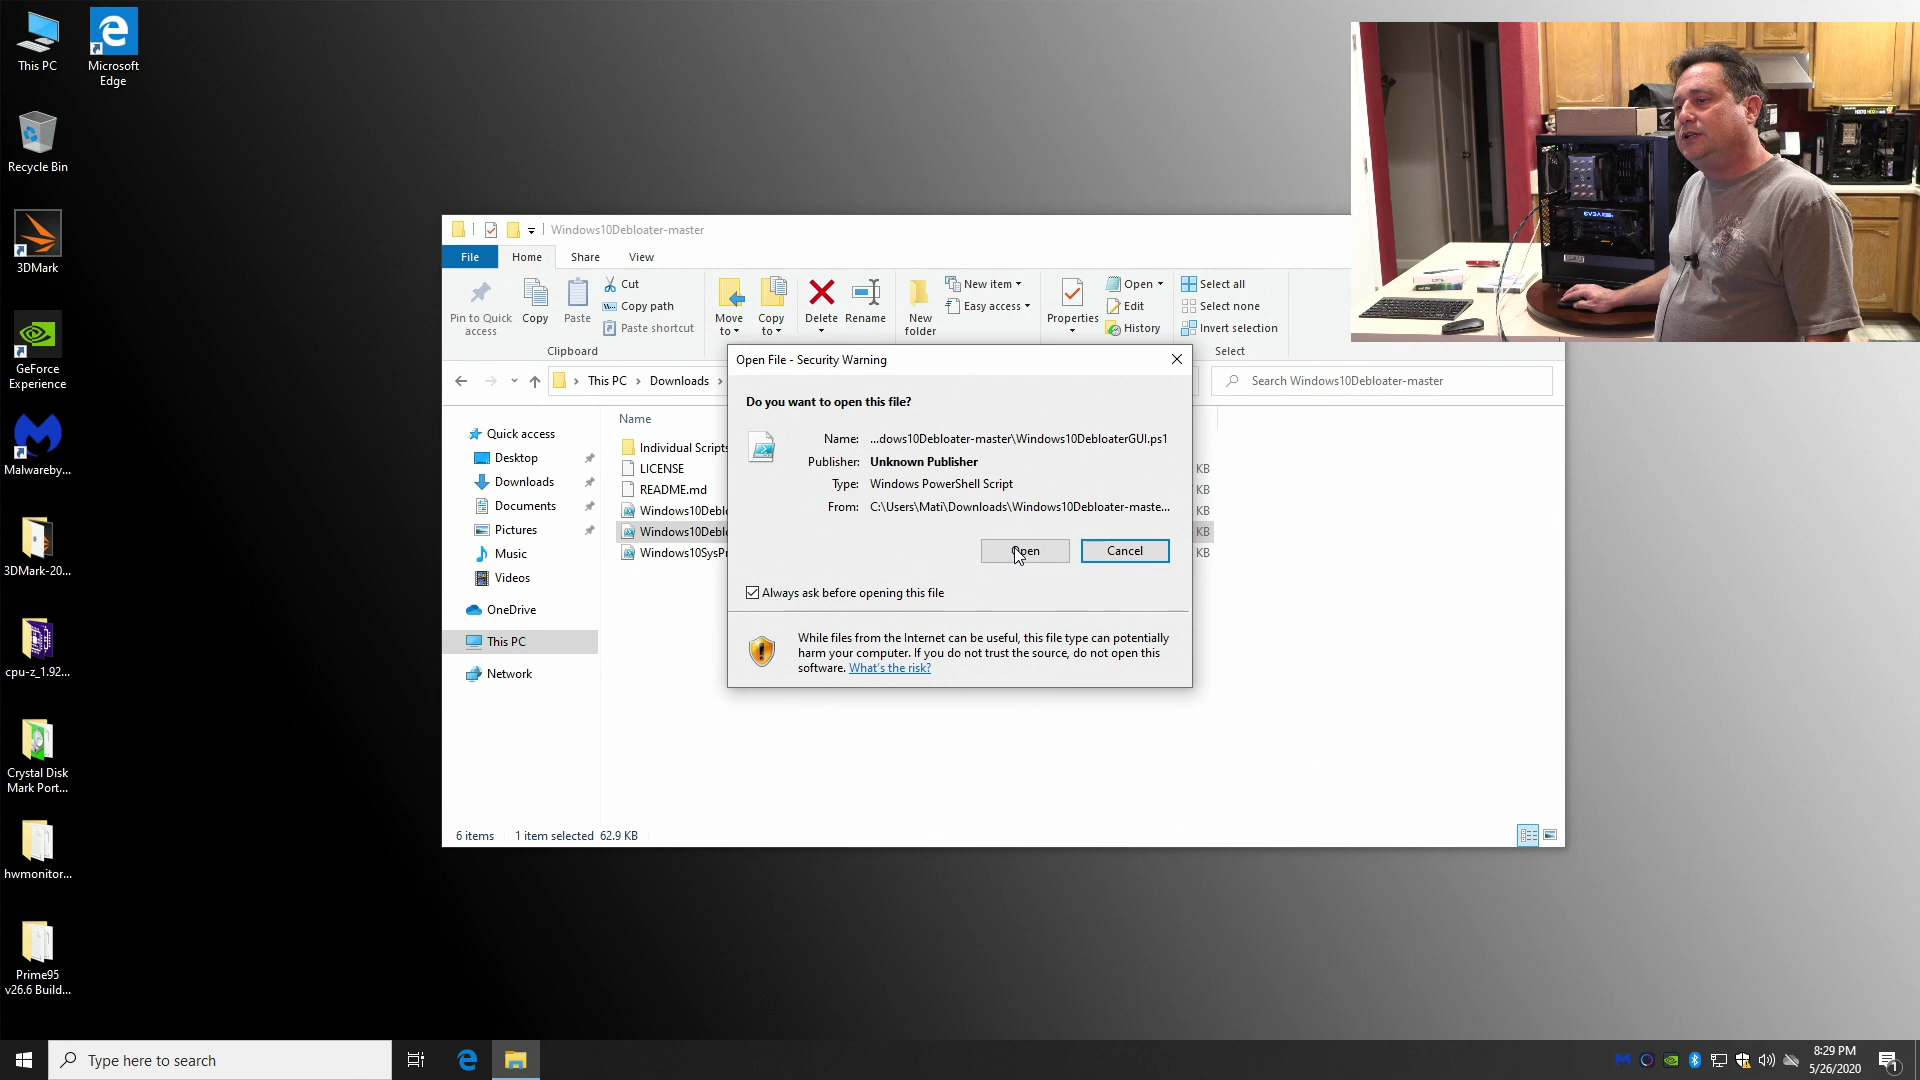 This PC
Microsoft
Edge
Recycle Bin
3DMark
GeForce
Experience
Malwareby...
3DMark-20...
cpu-z_1.92...
Crystal Disk
Mark Port...
hwmonitor...
Prime95
v26.6 Build...
Windows10Debloater-master
File
Home
Share
View
Pin to Quick
access
Copy
Paste
Cut
Copy path
Paste shortcut
Clipboard
Move
to
Copy
to
Delete
Rename
New
folder
New item
Easy access
Properties
Open
Edit
History
Select all
Select none
Invert selection
Select
This PC
Downloads
Search Windows10Debloater-master
Quick access
Desktop
Downloads
Documents
Pictures
Music
Videos
OneDrive
This PC
Network
Name
Individual Scripts
LICENSE
KB
README.md
KB
Windows10Debl
KB
Windows10Debl
KB
Windows10SysPr
KB
Open File - Security Warning
Do you want to open this file?
Name: ...dows10Debloater-master\Windows10DebloaterGUI.ps1
Publisher: Unknown Publisher
Type: Windows PowerShell Script
From: C:\Users\Mati\Downloads\Windows10Debloater-maste...
Open
Cancel
Always ask before opening this file
While files from the Internet can be useful, this file type can potentially
harm your computer. If you do not trust the source, do not open this
software. What's the risk?
6 items
1 item selected 62.9 KB
EVGA
Type here to search
8:29 PM
5/26/2020
1